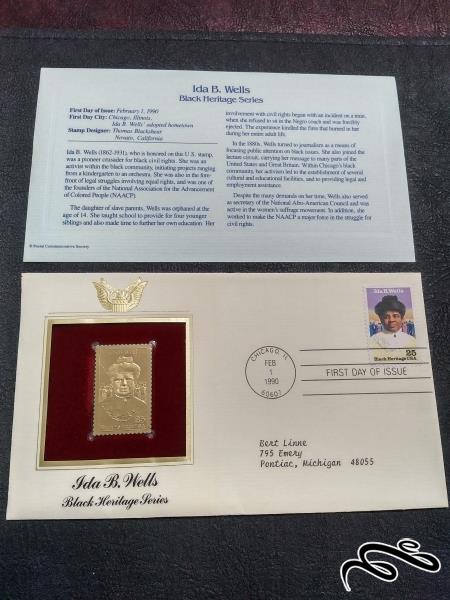 Ida B. Wells
Black Heritage Series
First Day of Issue: February 1, 1990
First Day City: Chicago, Illinois,
Ida B. Wells' adopted hometown
Stamp Designer: Thomas Blackshear
Novato, California
Ida B. Wells (1862-1931), who is honored on this U.S. stamp,
was a pioneer crusader for black civil rights. She was an
activist within the black community, initiating projects ranging
from a kindergarten to an orchestra. She was also in the fore-
front of legal struggles involving equal rights, and was one of
the founders of the National Association for the Advancement
of Colored People (NAACP).
The daughter of slave parents, Wells was orphaned at the
age of 14. She taught school to provide for four younger
siblings and also made time to further her own education. Her
involvement with civil rights began with an incident on a train,
when she refused to sit in the Negro coach and was forcibly
ejected. The experience kindled the fires that burned in her
during her entire adult life.
In the 1880s, Wells turned to journalism as a means of
focusing public attention on black issues. She also joined the
lecture circuit, carrying her message to many parts of the
United States and Great Britain. Within Chicago's black
community, her activism led to the establishment of several
cultural and educational facilities, and to providing legal and
employment assistance.
Despite the many demands on her time, Wells also served
as secretary of the National Afro-American Council and was
active in the women's suffrage movement. In addition, she
worked to make the NAACP a major force in the struggle for
civil rights.
© Postal Commemorative Society
Ida B. Wells
25
Black Heritage USA
CHICAGO, IL
FEB
1
1990
60607
FIRST DAY OF ISSUE
Bert Linne
795 Emery
Pontiac, Michigan 48055
Ida B. Wells
Black Heritage Series